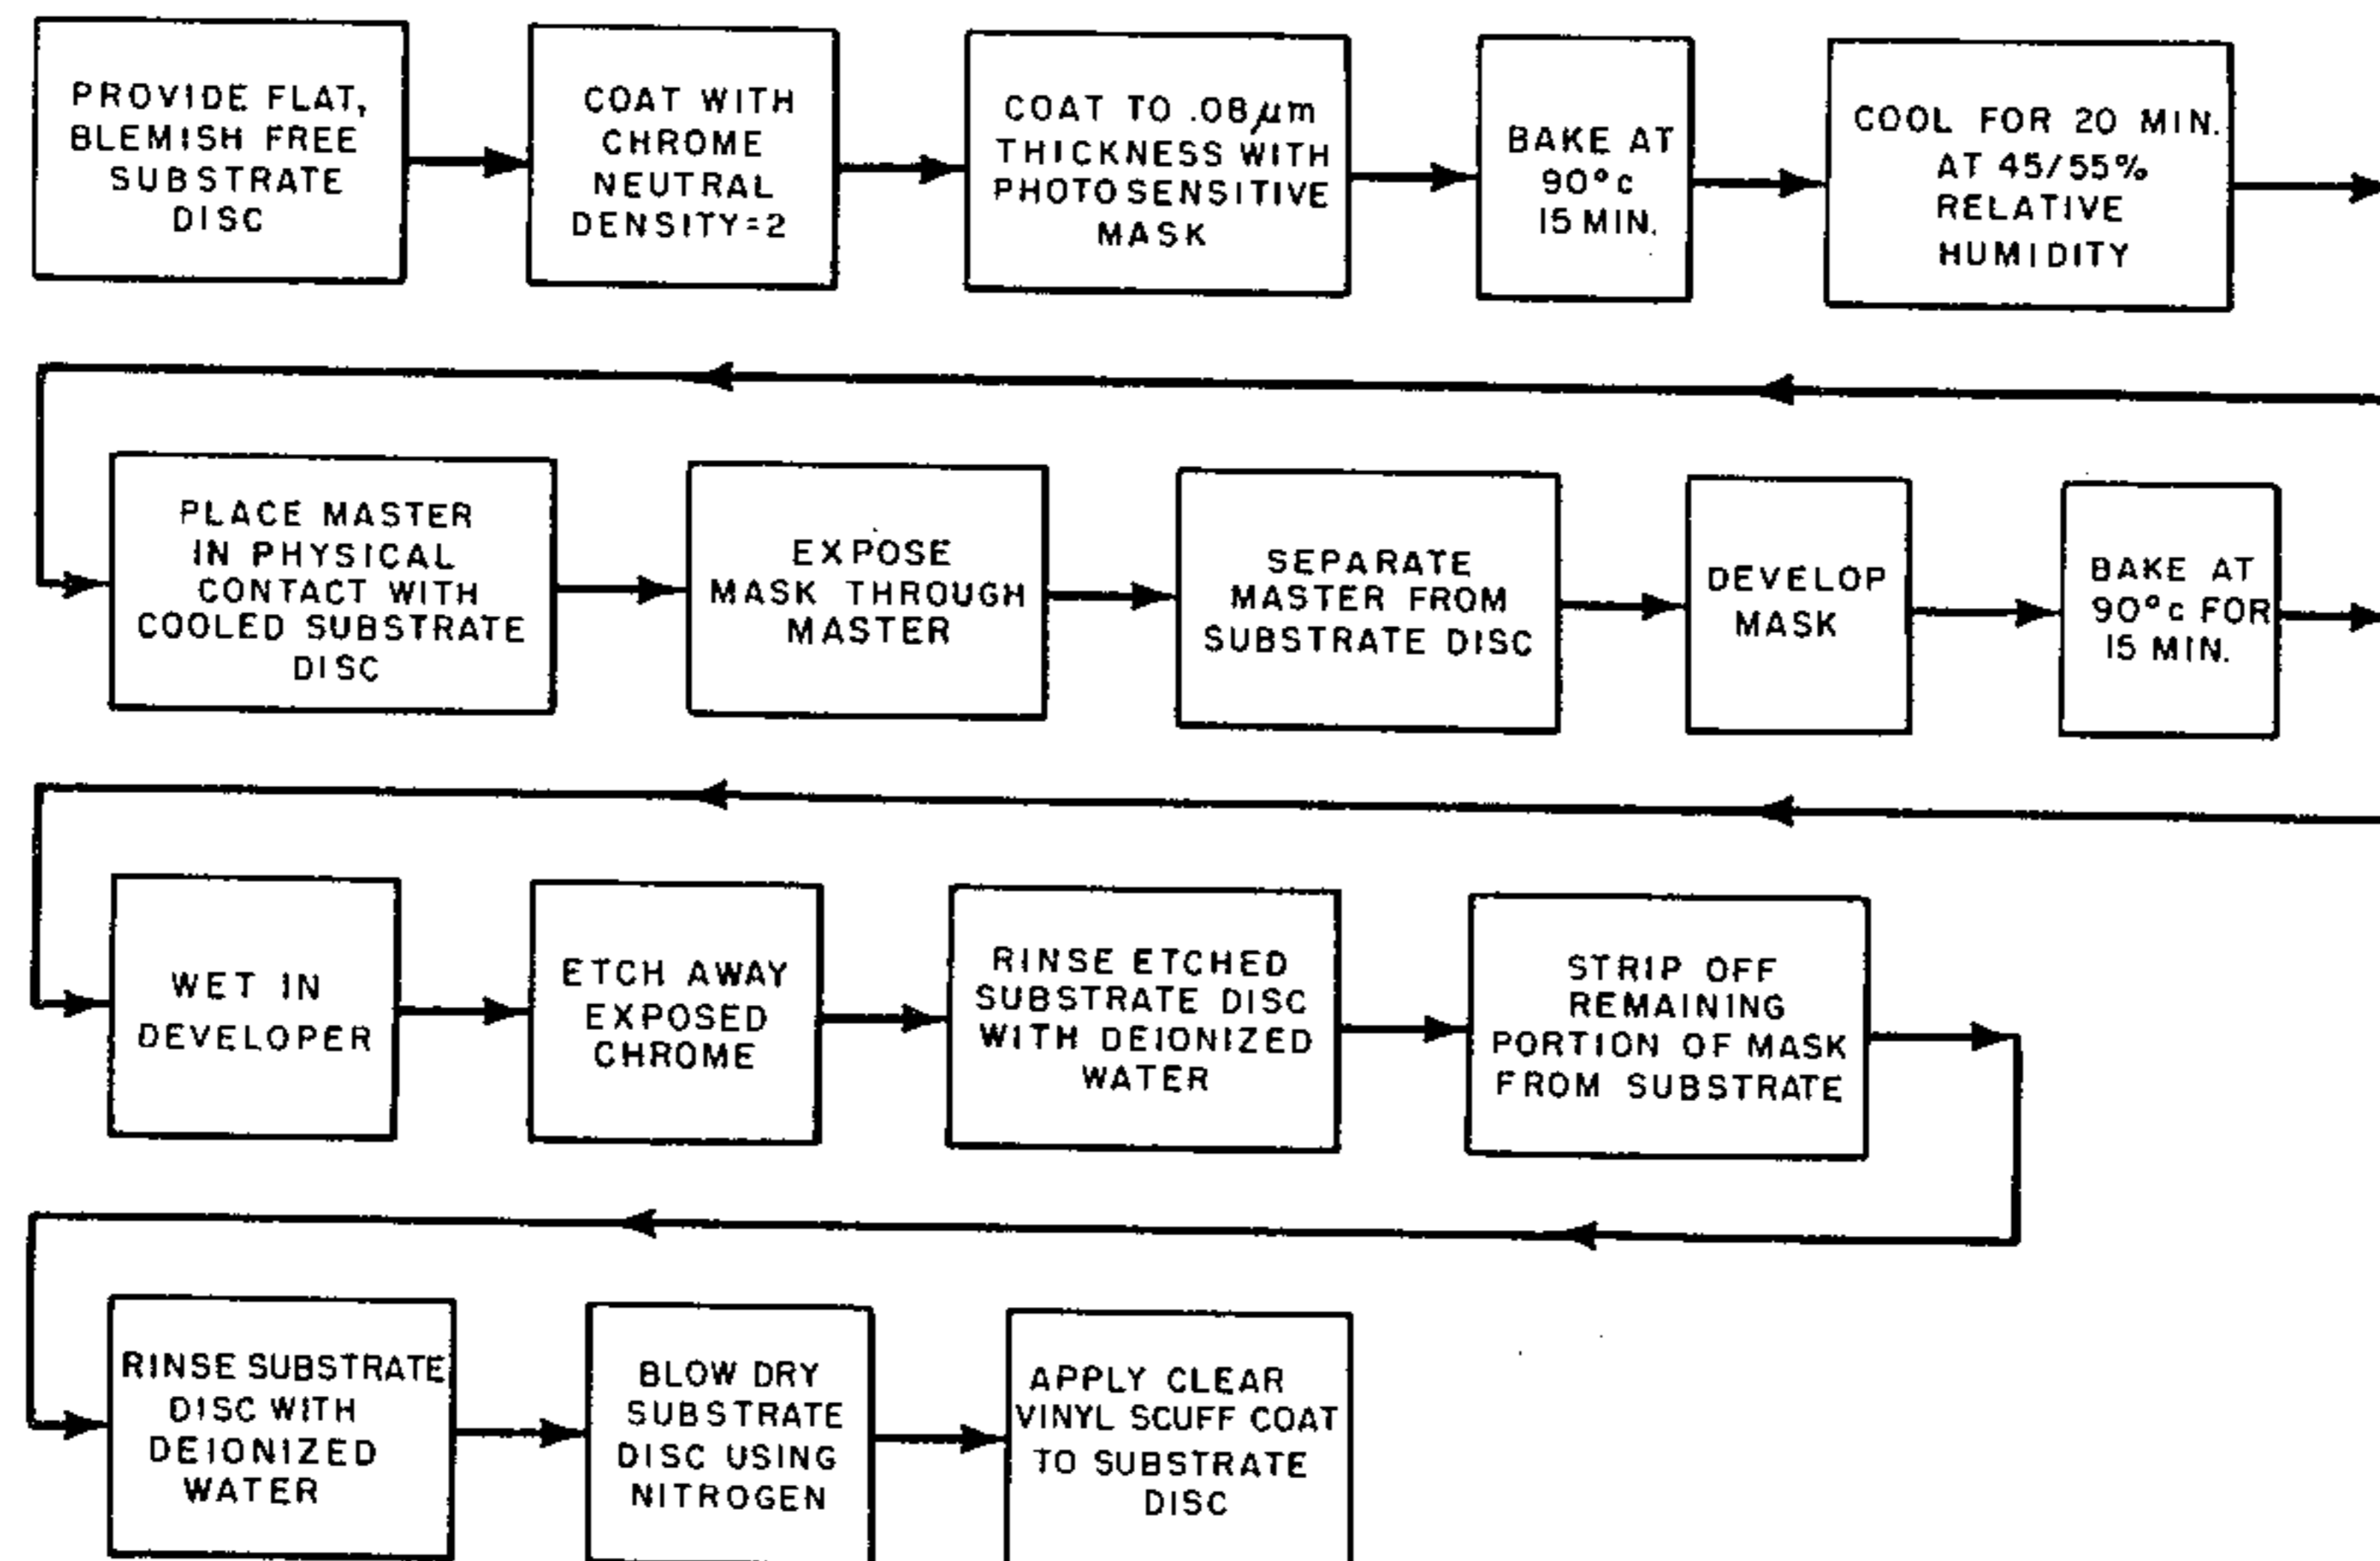 PROVIDE FLAT,
BLEMISH FREE
SUBSTRATE
DISC
COAT WITH
CHROME
NEUTRAL
DENSITY=2
COAT TO .08µm
THICKNESS WITH
PHOTOSENSITIVE
MASK
BAKE AT
90°c
15 MIN.
COOL FOR 20 MIN.
AT 45/55%
RELATIVE
HUMIDITY
PLACE MASTER
IN PHYSICAL
CONTACT WITH
COOLED SUBSTRATE
DISC
EXPOSE
MASK THROUGH
MASTER
SEPARATE
MASTER FROM
SUBSTRATE DISC
DEVELOP
MASK
BAKE AT
90°c FOR
15 MIN.
WET IN
DEVELOPER
ETCH AWAY
EXPOSED
CHROME
RINSE ETCHED
SUBSTRATE DISC
WITH DEIONIZED
WATER
STRIP OFF
REMAINING
PORTION OF MASK
FROM SUBSTRATE
RINSE SUBSTRATE
DISC WITH
DEIONIZED
WATER
BLOW DRY
SUBSTRATE
DISC USING
NITROGEN
APPLY CLEAR
VINYL SCUFF COAT
TO SUBSTRATE
DISC